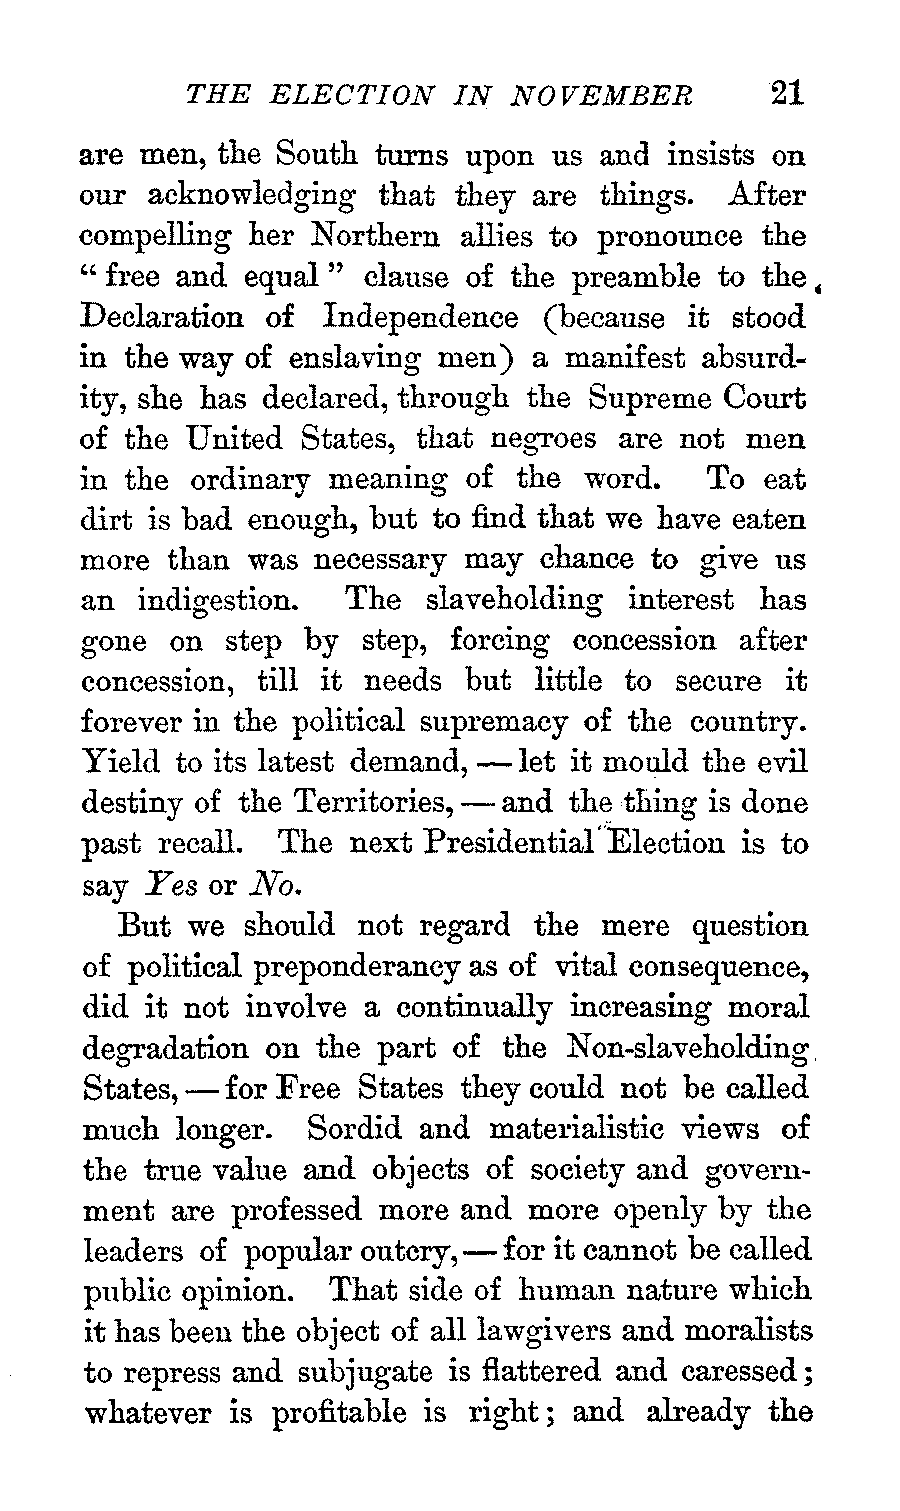 THE ELECTION IN NOVEMBER 21
are men, the South turns upon us and insists on
our acknowledging that they are things. After
compelling her Northern allies to pronounce the
“free and equal” clause of the preamble to the
Declaration of Independence (because it stood
in the way of enslaving men) a manifest absurd-
ity, she has declared, through the Supreme Court
of the United States, that negroes are not men
in the ordinary meaning of the word. To eat
dirt is bad enough, but to find that we have eaten
more than was necessary may chance to give us
an indigestion. The slaveholding interest has
gone on step by step, forcing concession after
concession, till it needs but little to secure it
forever in the political supremacy of the country.
Yield to its latest demand, — let it mould the evil
destiny of the Territories, — and the thing is done
past recall. The next Presidential Election is to
say Yes or No.
But we should not regard the mere question
of political preponderancy as of vital consequence,
did it not involve a continually increasing moral
degradation on the part of the Non-slaveholding
States, — for Free States they could not be called
much longer. Sordid and materialistic views of
the true value and objects of society and govern-
ment are professed more and more openly by the
leaders of popular outcry, — for it cannot be called
public opinion. That side of human nature which
it has been the object of all lawgivers and moralists
to repress and subjugate is flattered and caressed;
whatever is profitable is right; and already the